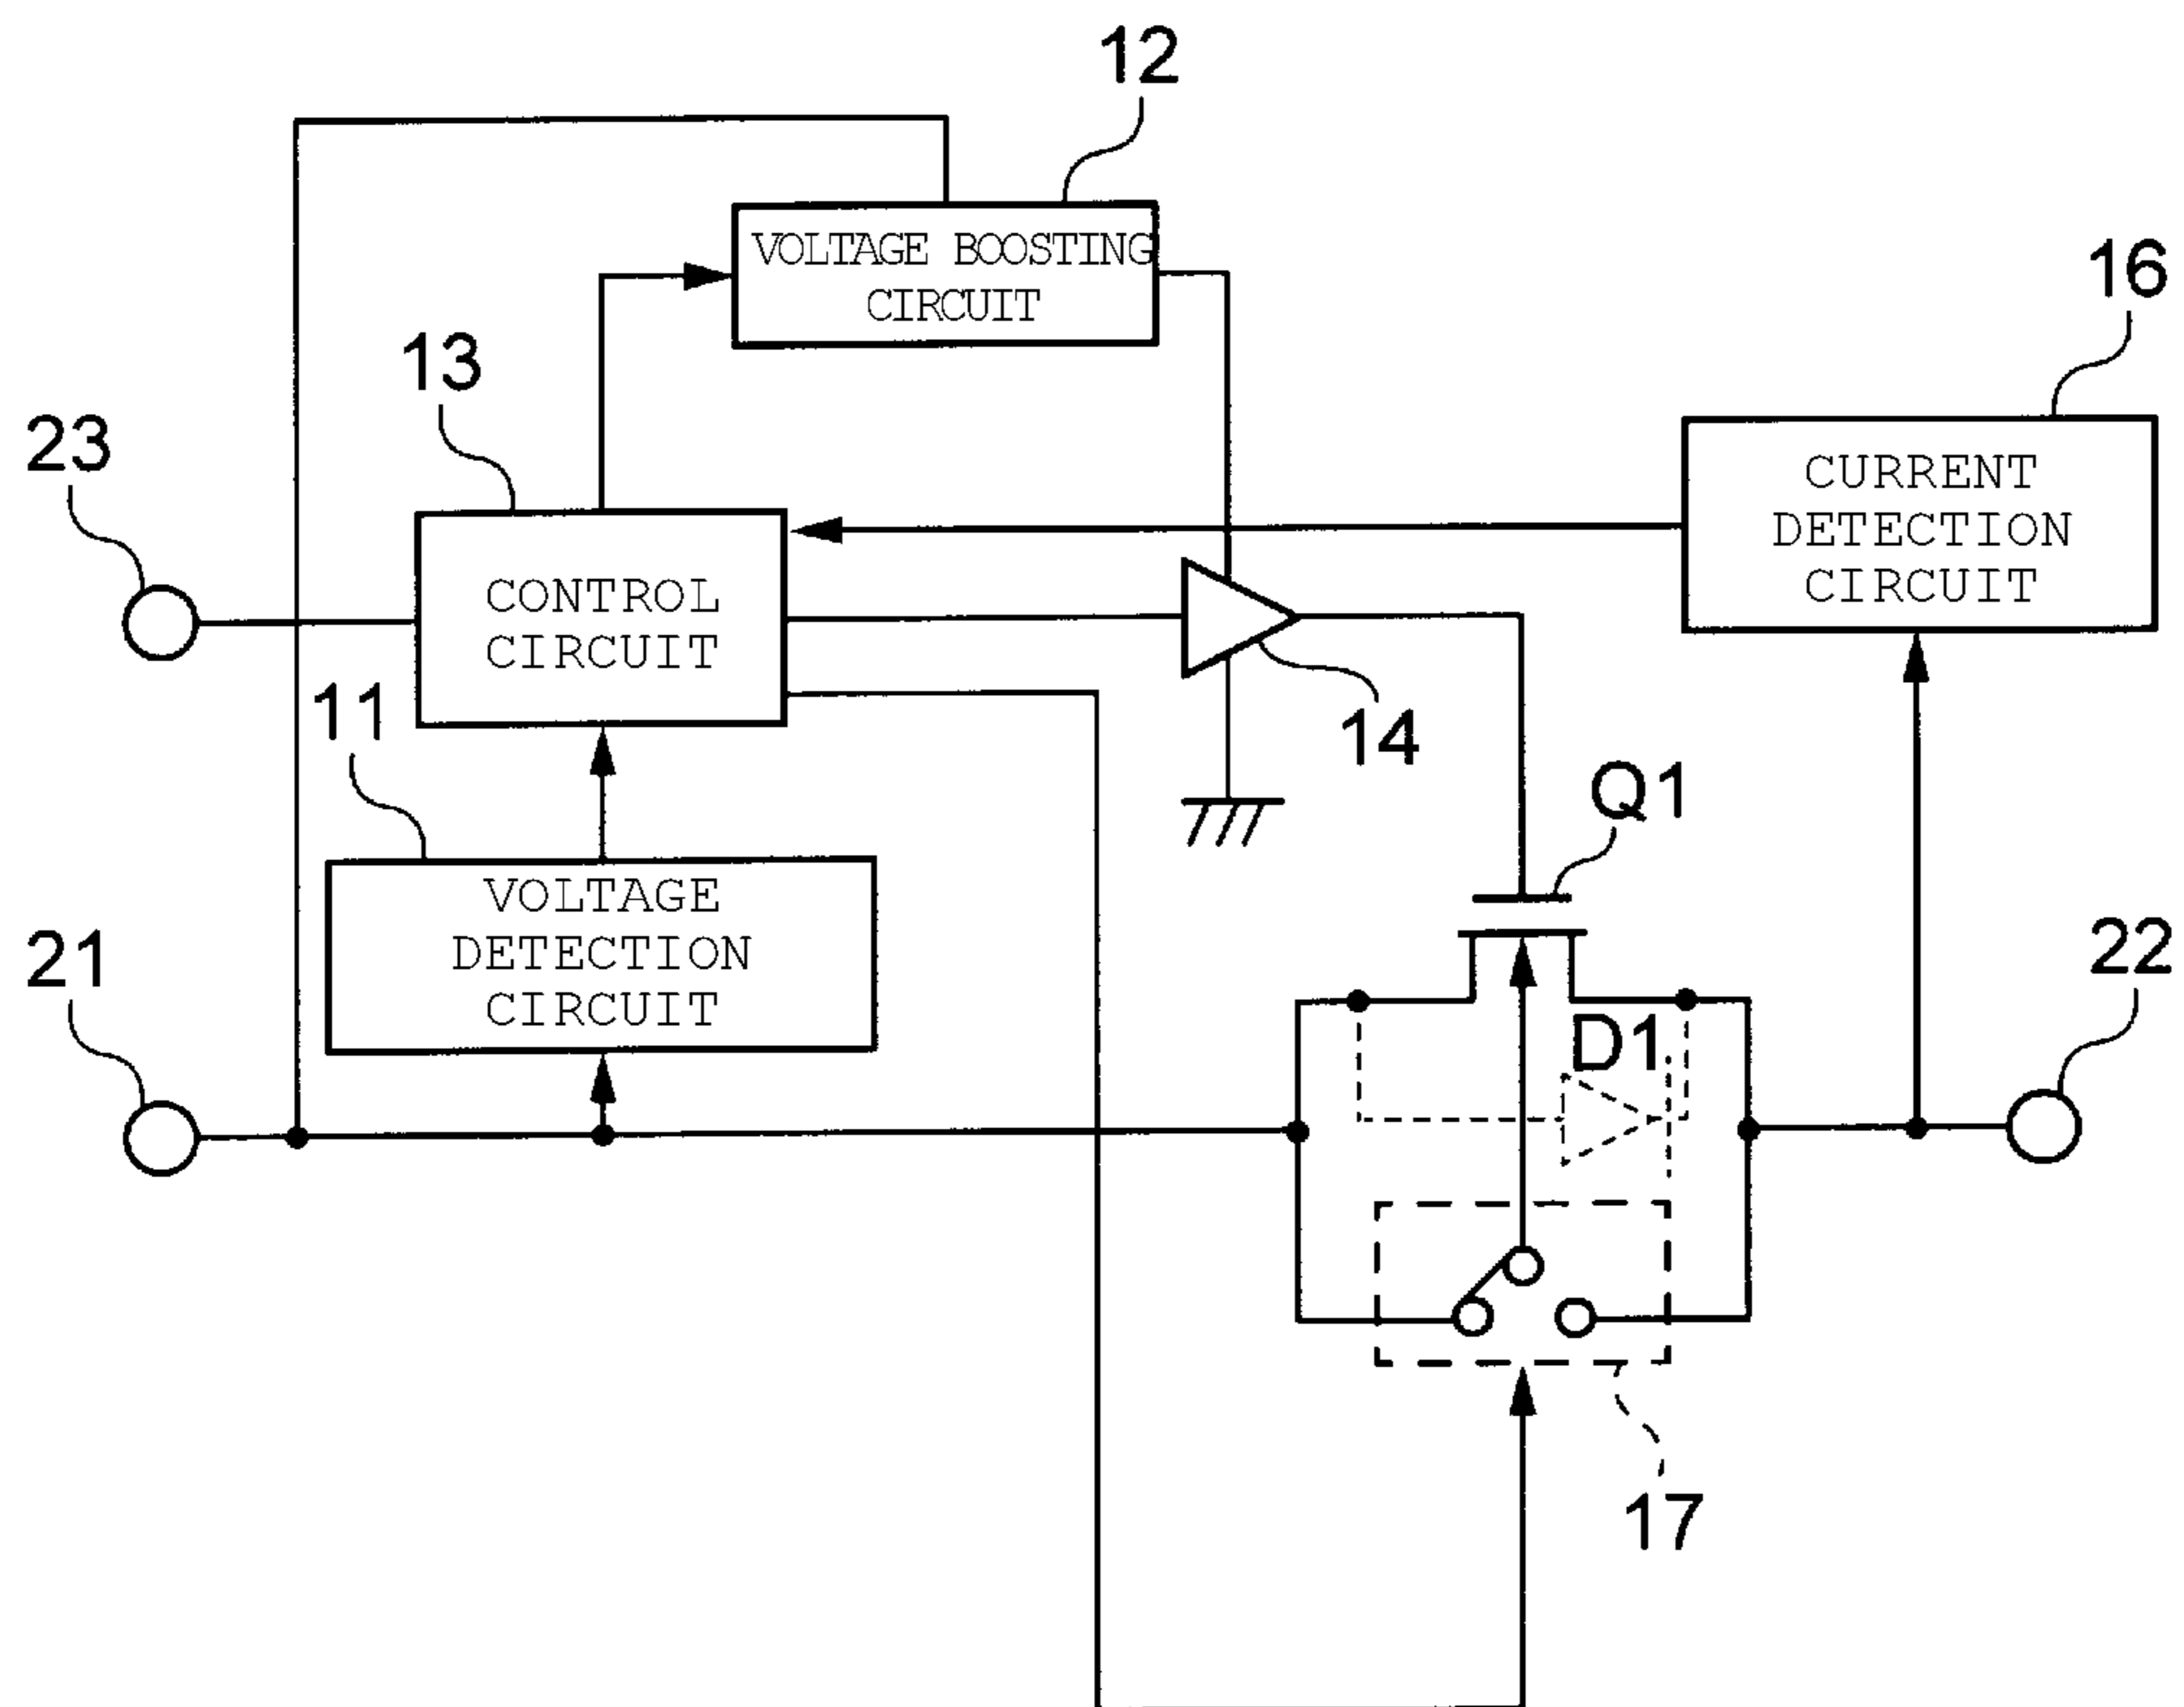 12
VOLTAGE BOOSTING
CIRCUIT
16
13
CURRENT
DETECTION
CIRCUIT
23
CONTROL
CIRCUIT
11
14
Q1
VOLTAGE
DETECTION
CIRCUIT
21
22
D1
17